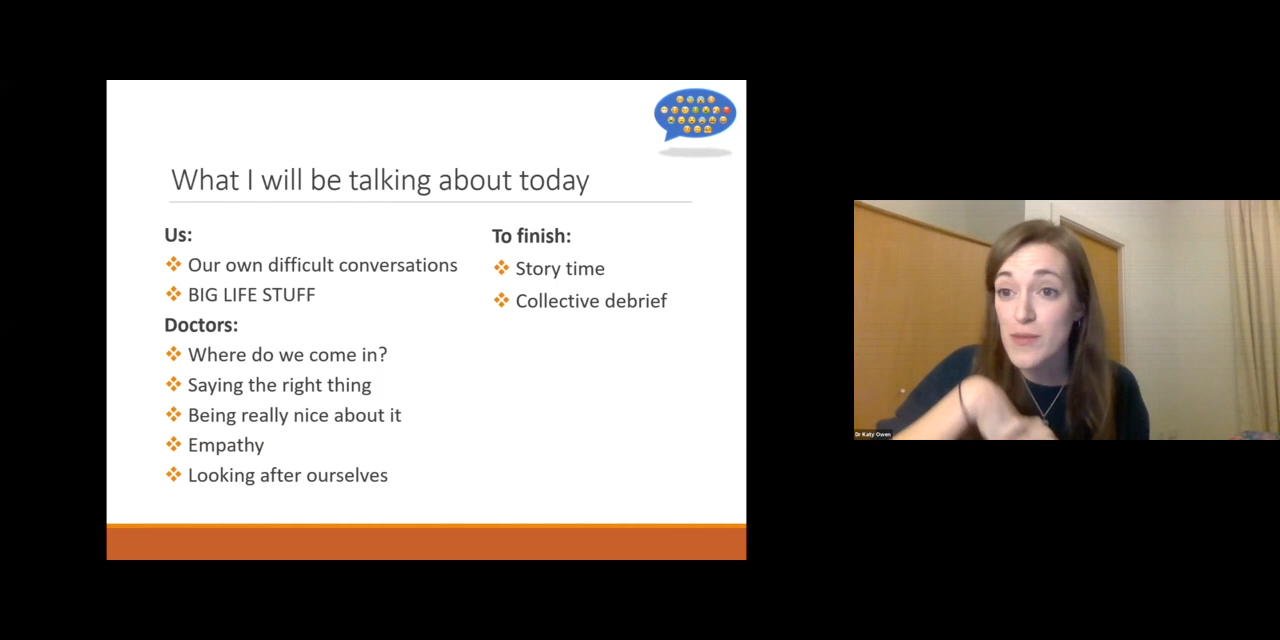 What I will be talking about today
Us:
Our own difficult conversations
BIG LIFE STUFF
Doctors:
Where do we come in?
Saying the right thing
Being really nice about it
Empathy
Looking after ourselves
To finish:
Story time
Collective debrief
Dr Katy Owen